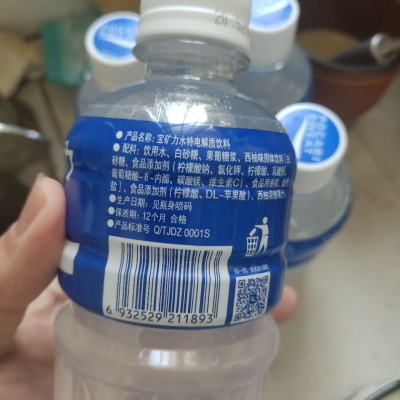 ●产品名称：宝矿力水特电解质饮料
●配料：饮用水、白砂糖、果葡糖浆、西柚味固体饮料(白
砂糖、食品添加剂(柠檬酸钠、氯化钾、柠檬酸、乳酸钙、
葡萄糖酸-δ-内酯、碳酸镁、维生素C)、食品用香精、食用
盐]、食品添加剂(柠檬酸、DL-苹果酸)、西柚浓缩
●生产日期：见瓶身喷码
●保质期：12个月 合格
●产品标准号 Q/TJDZ 0001S
6 932529 211893
力